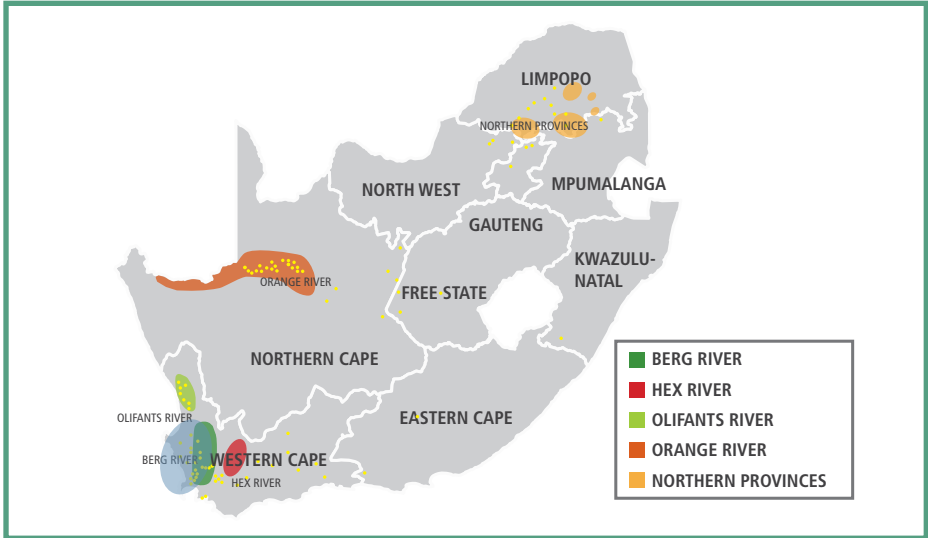 LIMPOPO
NORTHERN PROVINCES
NORTH WEST
MPUMALANGA
GAUTENG
KWAZULU-
NATAL
ORANGE RIVER
FREE STATE
NORTHERN CAPE
OLIFANTS RIVER
EASTERN CAPE
BERG RIVER
WESTERN CAPE
HEX RIVER
BERG RIVER
HEX RIVER
OLIFANTS RIVER
ORANGE RIVER
NORTHERN PROVINCES